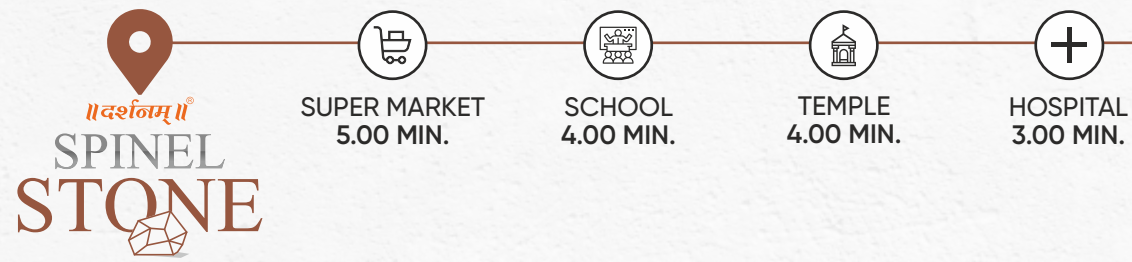 ॥दर्शनम्॥®
SPINEL
STONE
SUPER MARKET
5.00 MIN.
SCHOOL
4.00 MIN.
TEMPLE
4.00 MIN.
HOSPITAL
3.00 MIN.